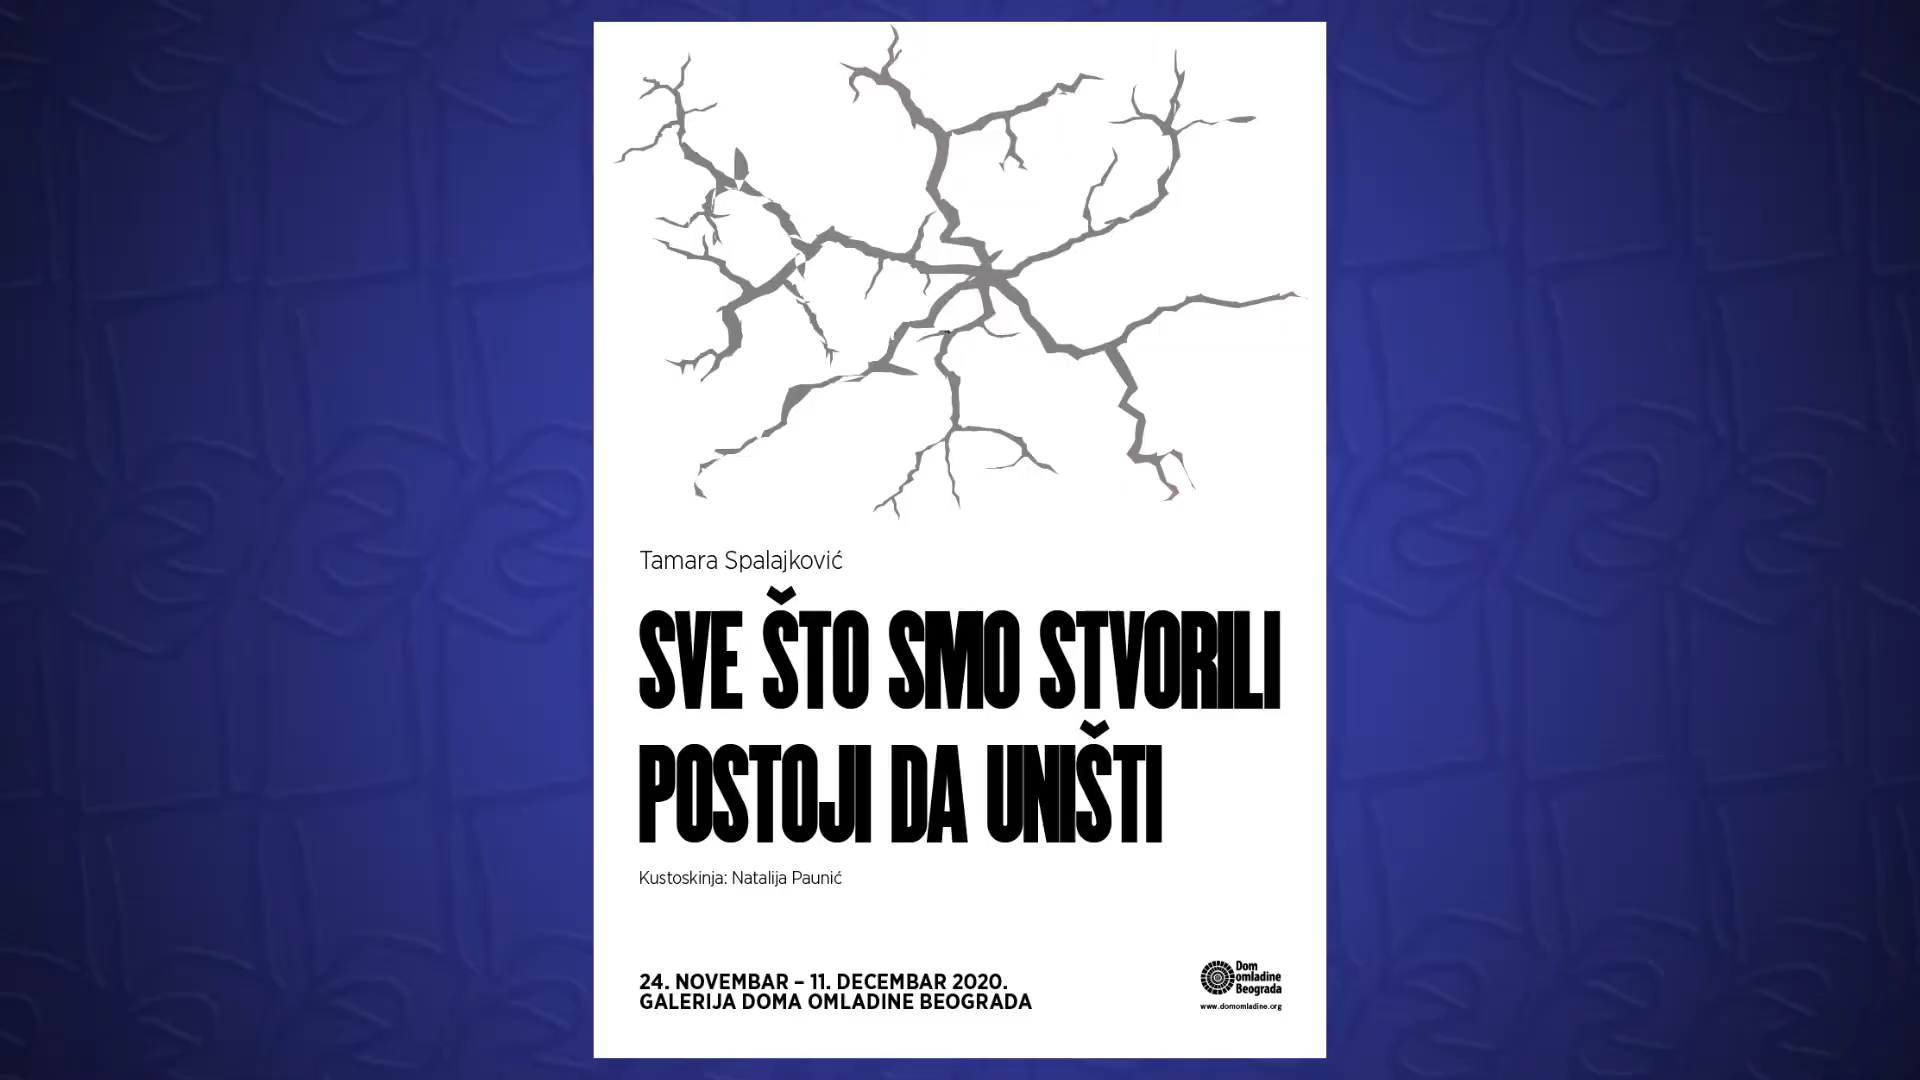 Tamara Spalajković
SVE ŠTO SMO STVORILI
POSTOJI DA UNIŠTI
Kustoskinja: Natalija Paunić
24. NOVEMBAR – 11. DECEMBAR 2020.
GALERIJA DOMA OMLADINE BEOGRADA
Dom
omladine
Beograda
www.domomladine.org